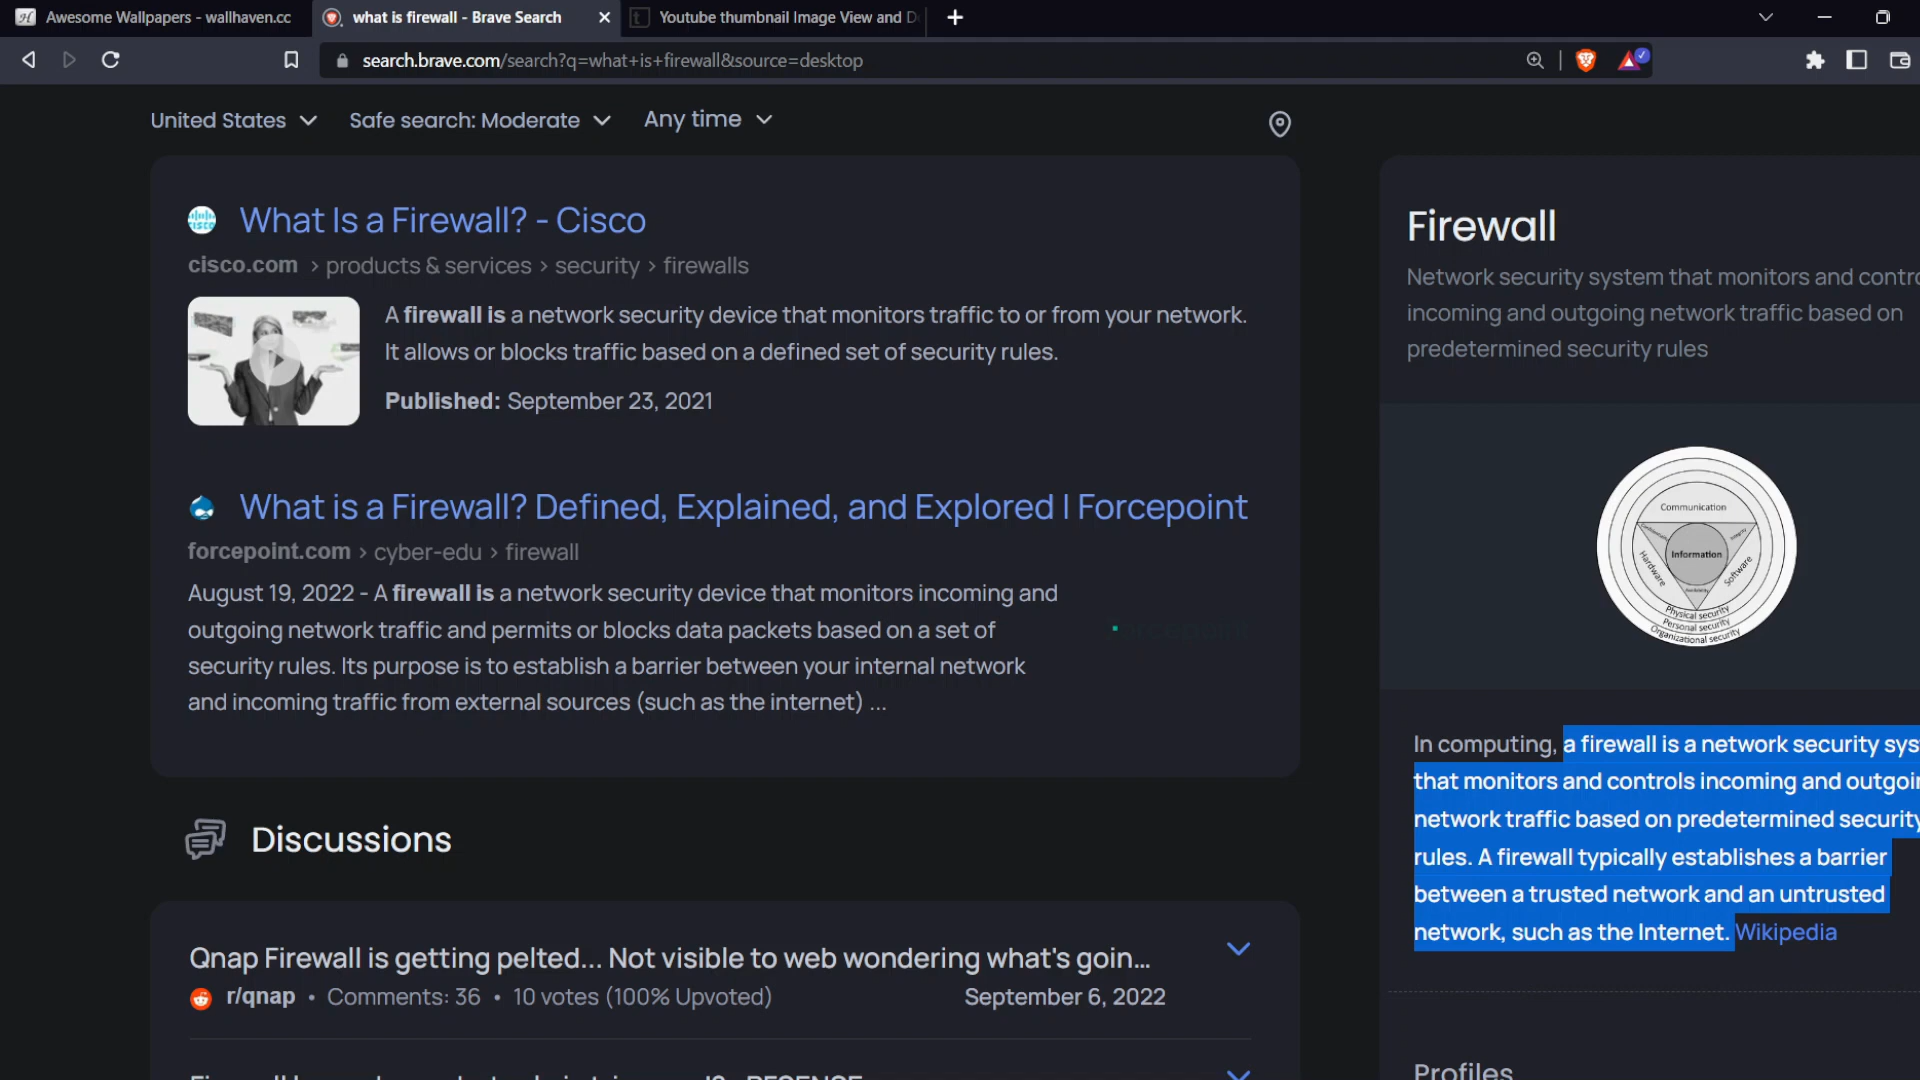 Awesome Wallpapers - wallhaven.cc
what is firewall - Brave Search
Youtube thumbnail Image View and D
search.brave.com/search?q=what+is+firewall&source=desktop
United States
Safe search: Moderate
Any time
What Is a Firewall? - Cisco
cisco.com › products & services › security › firewalls
A firewall is a network security device that monitors traffic to or from your network.
It allows or blocks traffic based on a defined set of security rules.
Published: September 23, 2021
What is a Firewall? Defined, Explained, and Explored | Forcepoint
forcepoint.com › cyber-edu › firewall
August 19, 2022 - A firewall is a network security device that monitors incoming and
outgoing network traffic and permits or blocks data packets based on a set of
security rules. Its purpose is to establish a barrier between your internal network
and incoming traffic from external sources (such as the internet) ...
Discussions
Qnap Firewall is getting pelted... Not visible to web wondering what's goin...
r/qnap • Comments: 36 • 10 votes (100% Upvoted)
September 6, 2022
Firewall
Network security system that monitors and contro
incoming and outgoing network traffic based on
predetermined security rules
Communication
Information
Hardware
Software
Physical security
Personal security
Organizational security
In computing, a firewall is a network security sys
that monitors and controls incoming and outgoin
network traffic based on predetermined security
rules. A firewall typically establishes a barrier
between a trusted network and an untrusted
network, such as the Internet. Wikipedia
Profiles